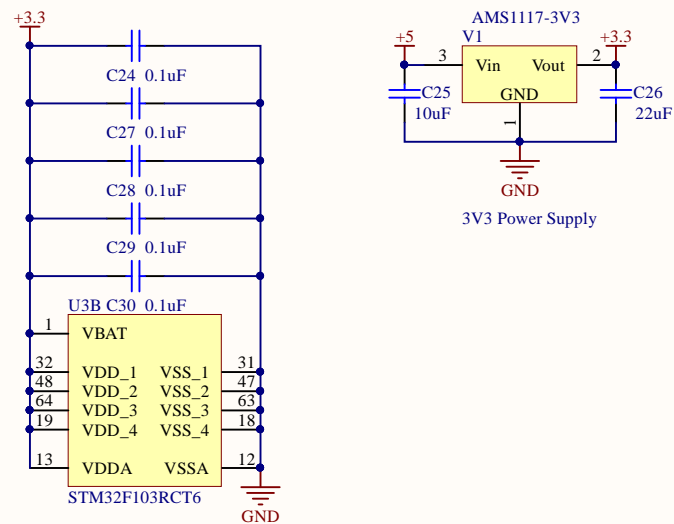 +3.3
C24 0.1uF
C27 0.1uF
C28 0.1uF
C29 0.1uF
U3B C30 0.1uF
1 VBAT
32 VDD_1 VSS_1 31
48 VDD_2 VSS_2 47
64 VDD_3 VSS_3 63
19 VDD_4 VSS_4 18
13 VDDA VSSA 12
STM32F103RCT6
GND
AMS1117-3V3
+5 V1 +3.3
3 Vin Vout 2
C25 GND C26
10uF 1 22uF
GND
3V3 Power Supply